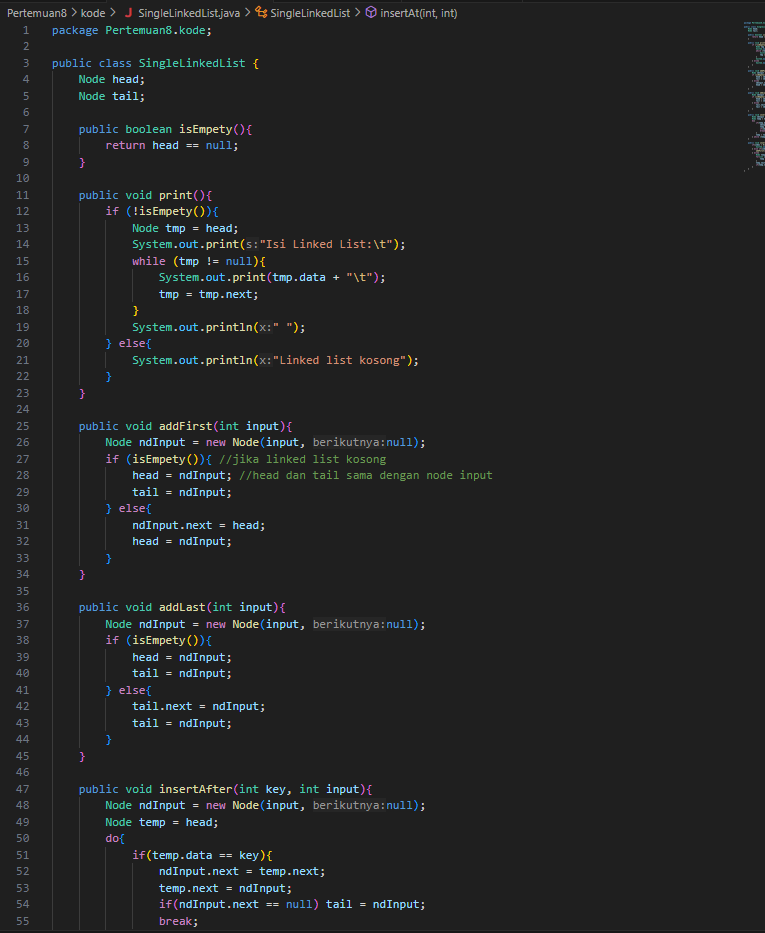 Pertemuan8 > kode > J SingleLinkedList.java > SingleLinkedList > insertAt(int, int)
1 package Pertemuan8.kode;
2
3 public class SingleLinkedList {
4 Node head;
5 Node tail;
6
7 public boolean isEmpety(){
8 return head == null;
9 }
10
11 public void print(){
12 if (!isEmpety()){
13 Node tmp = head;
14 System.out.print(s:"Isi Linked List:\t");
15 while (tmp != null){
16 System.out.print(tmp.data + "\t");
17 tmp = tmp.next;
18 }
19 System.out.println(x:" ");
20 } else{
21 System.out.println(x:"Linked list kosong");
22 }
23 }
24
25 public void addFirst(int input){
26 Node ndInput = new Node(input, berikutnya:null);
27 if (isEmpety()){ //jika linked list kosong
28 head = ndInput; //head dan tail sama dengan node input
29 tail = ndInput;
30 } else{
31 ndInput.next = head;
32 head = ndInput;
33 }
34 }
35
36 public void addLast(int input){
37 Node ndInput = new Node(input, berikutnya:null);
38 if (isEmpety()){
39 head = ndInput;
40 tail = ndInput;
41 } else{
42 tail.next = ndInput;
43 tail = ndInput;
44 }
45 }
46
47 public void insertAfter(int key, int input){
48 Node ndInput = new Node(input, berikutnya:null);
49 Node temp = head;
50 do{
51 if(temp.data == key){
52 ndInput.next = temp.next;
53 temp.next = ndInput;
54 if(ndInput.next == null) tail = ndInput;
55 break;